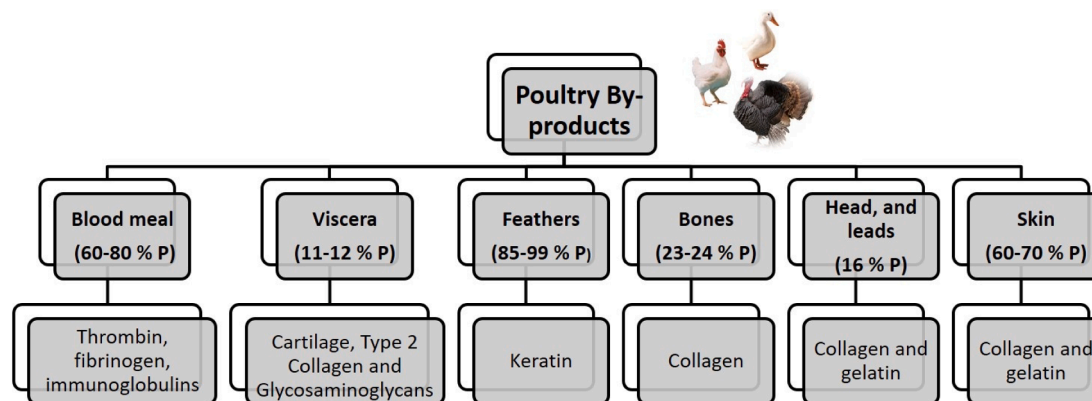 Poultry By-
products
Blood meal
(60-80 % P)
Viscera
(11-12 % P)
Feathers
(85-99 % P)
Bones
(23-24 % P)
Head, and
leads
(16 % P)
Skin
(60-70 % P)
Thrombin,
fibrinogen,
immunoglobulins
Cartilage, Type 2
Collagen and
Glycosaminoglycans
Keratin
Collagen
Collagen and
gelatin
Collagen and
gelatin